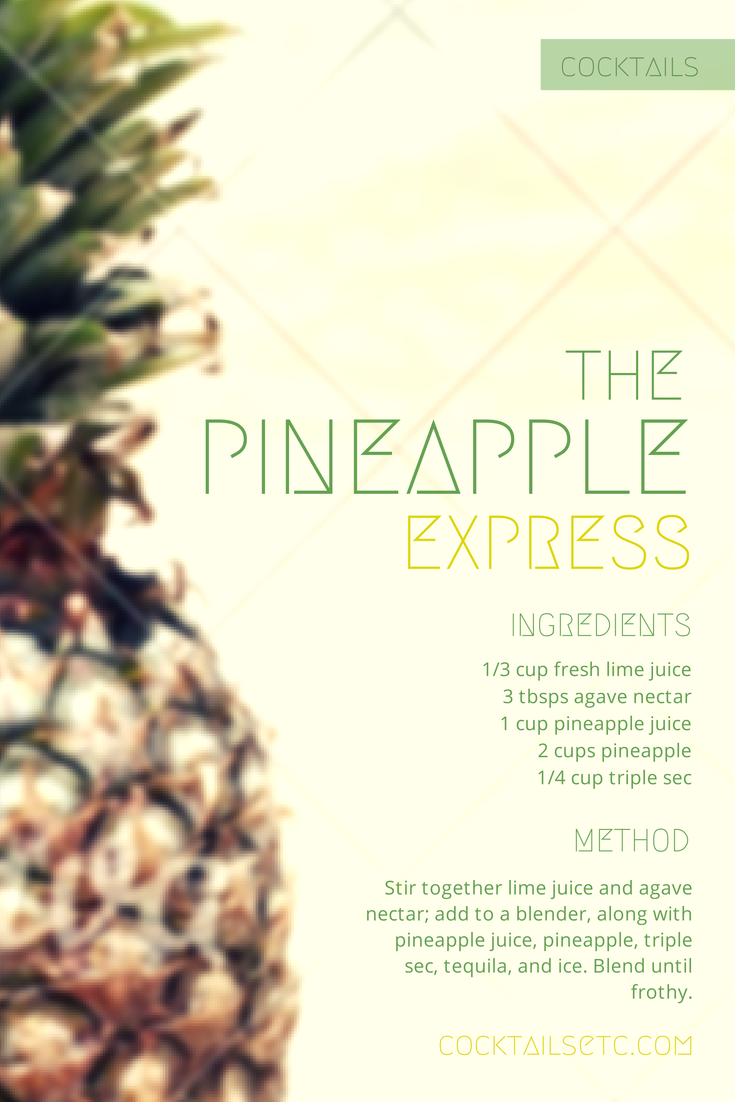 COCKTAILS
THE
PINEAPPLE
EXPRESS
INGREDIENTS
1/3 cup fresh lime juice
3 tbsps agave nectar
1 cup pineapple juice
2 cups pineapple
1/4 cup triple sec
METHOD
Stir together lime juice and agave
nectar; add to a blender, along with
pineapple juice, pineapple, triple
sec, tequila, and ice. Blend until
frothy.
COCKTAILSETC.COM